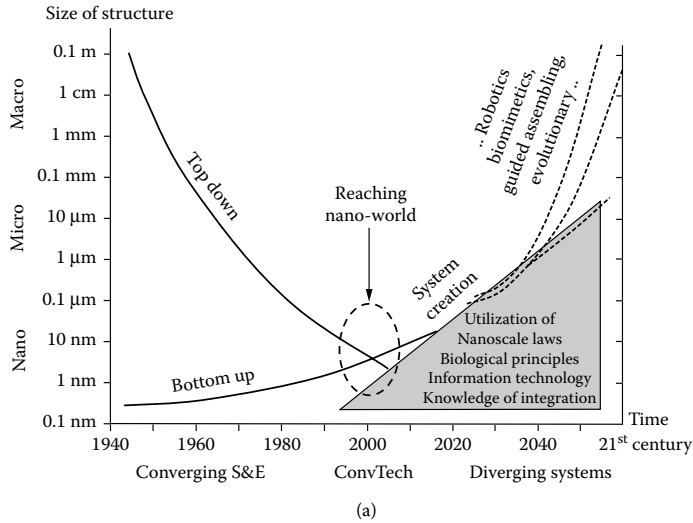 Size of structure
0.1 m
1 cm
1 mm
0.1 mm
10 µm
1 µm
0.1 µm
10 nm
1 nm
0.1 nm
Macro
Micro
Nano
Top down
Bottom up
Reaching
nano-world
System
creation
.. Robotics
biomimetics,
guided assembling,
evolutionary ..
Utilization of
Nanoscale laws
Biological principles
Information technology
Knowledge of integration
Time
1940
1960
1980
2000
2020
2040
21st century
Converging S&E
ConvTech
Diverging systems
(a)